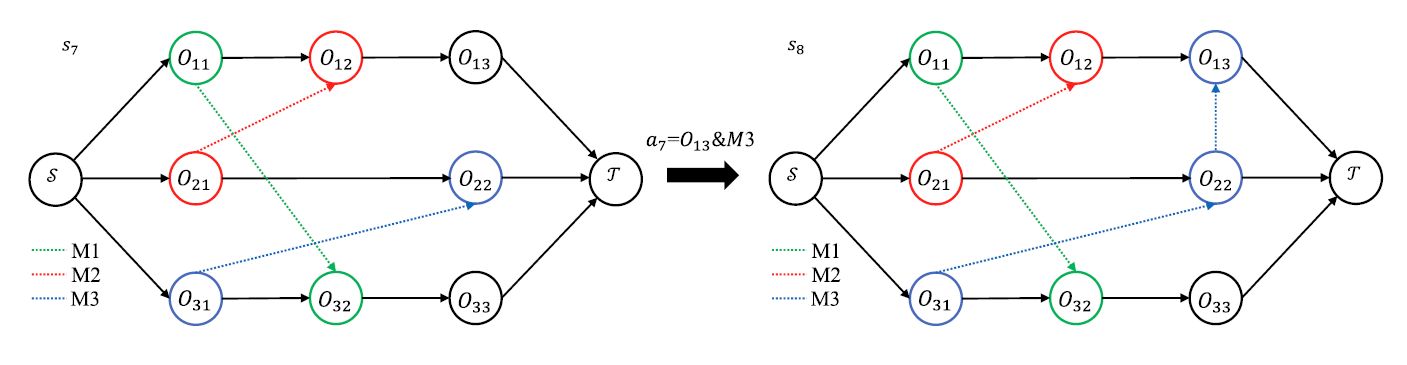 s₇
O₁₁ O₁₂ O₁₃
𝒮 O₂₁ O₂₂ 𝒯
O₃₁ O₃₂ O₃₃
M1
M2
M3
a₇=O₁₃&M3
s₈
O₁₁ O₁₂ O₁₃
𝒮 O₂₁ O₂₂ 𝒯
O₃₁ O₃₂ O₃₃
M1
M2
M3